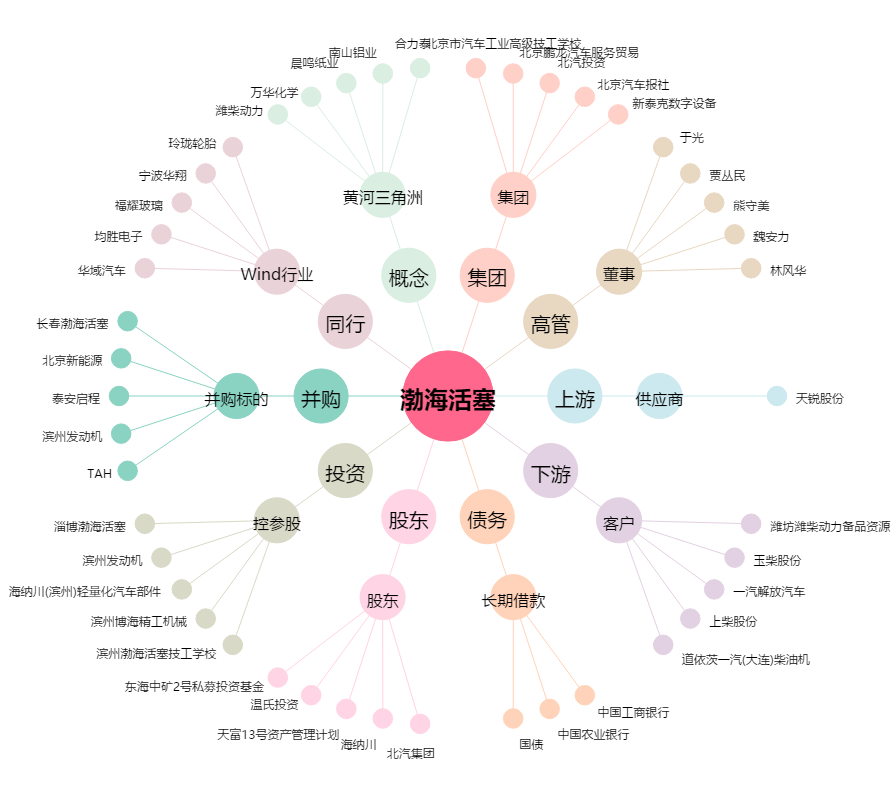 合力泰
北京市汽车工业高级技工学校
南山铝业
北京鹏龙汽车服务贸易
晨鸣纸业
北汽投资
万华化学
北京汽车报社
潍柴动力
新泰克数字设备
玲珑轮胎
于光
宁波华翔
贾丛民
黄河三角洲
集团
福耀玻璃
熊守美
均胜电子
魏安力
华域汽车
Wind行业
概念
集团
董事
林风华
长春渤海活塞
同行
高管
北京新能源
泰安启程
并购标的
并购
渤海活塞
上游
供应商
天锐股份
滨州发动机
TAH
投资
下游
淄博渤海活塞
控参股
股东
债务
客户
潍坊潍柴动力备品资源
滨州发动机
玉柴股份
海纳川(滨州)轻量化汽车部件
股东
长期借款
一汽解放汽车
滨州博海精工机械
上柴股份
滨州渤海活塞技工学校
道依茨一汽(大连)柴油机
东海中矿2号私募投资基金
温氏投资
中国工商银行
天富13号资产管理计划
中国农业银行
海纳川
国债
北汽集团